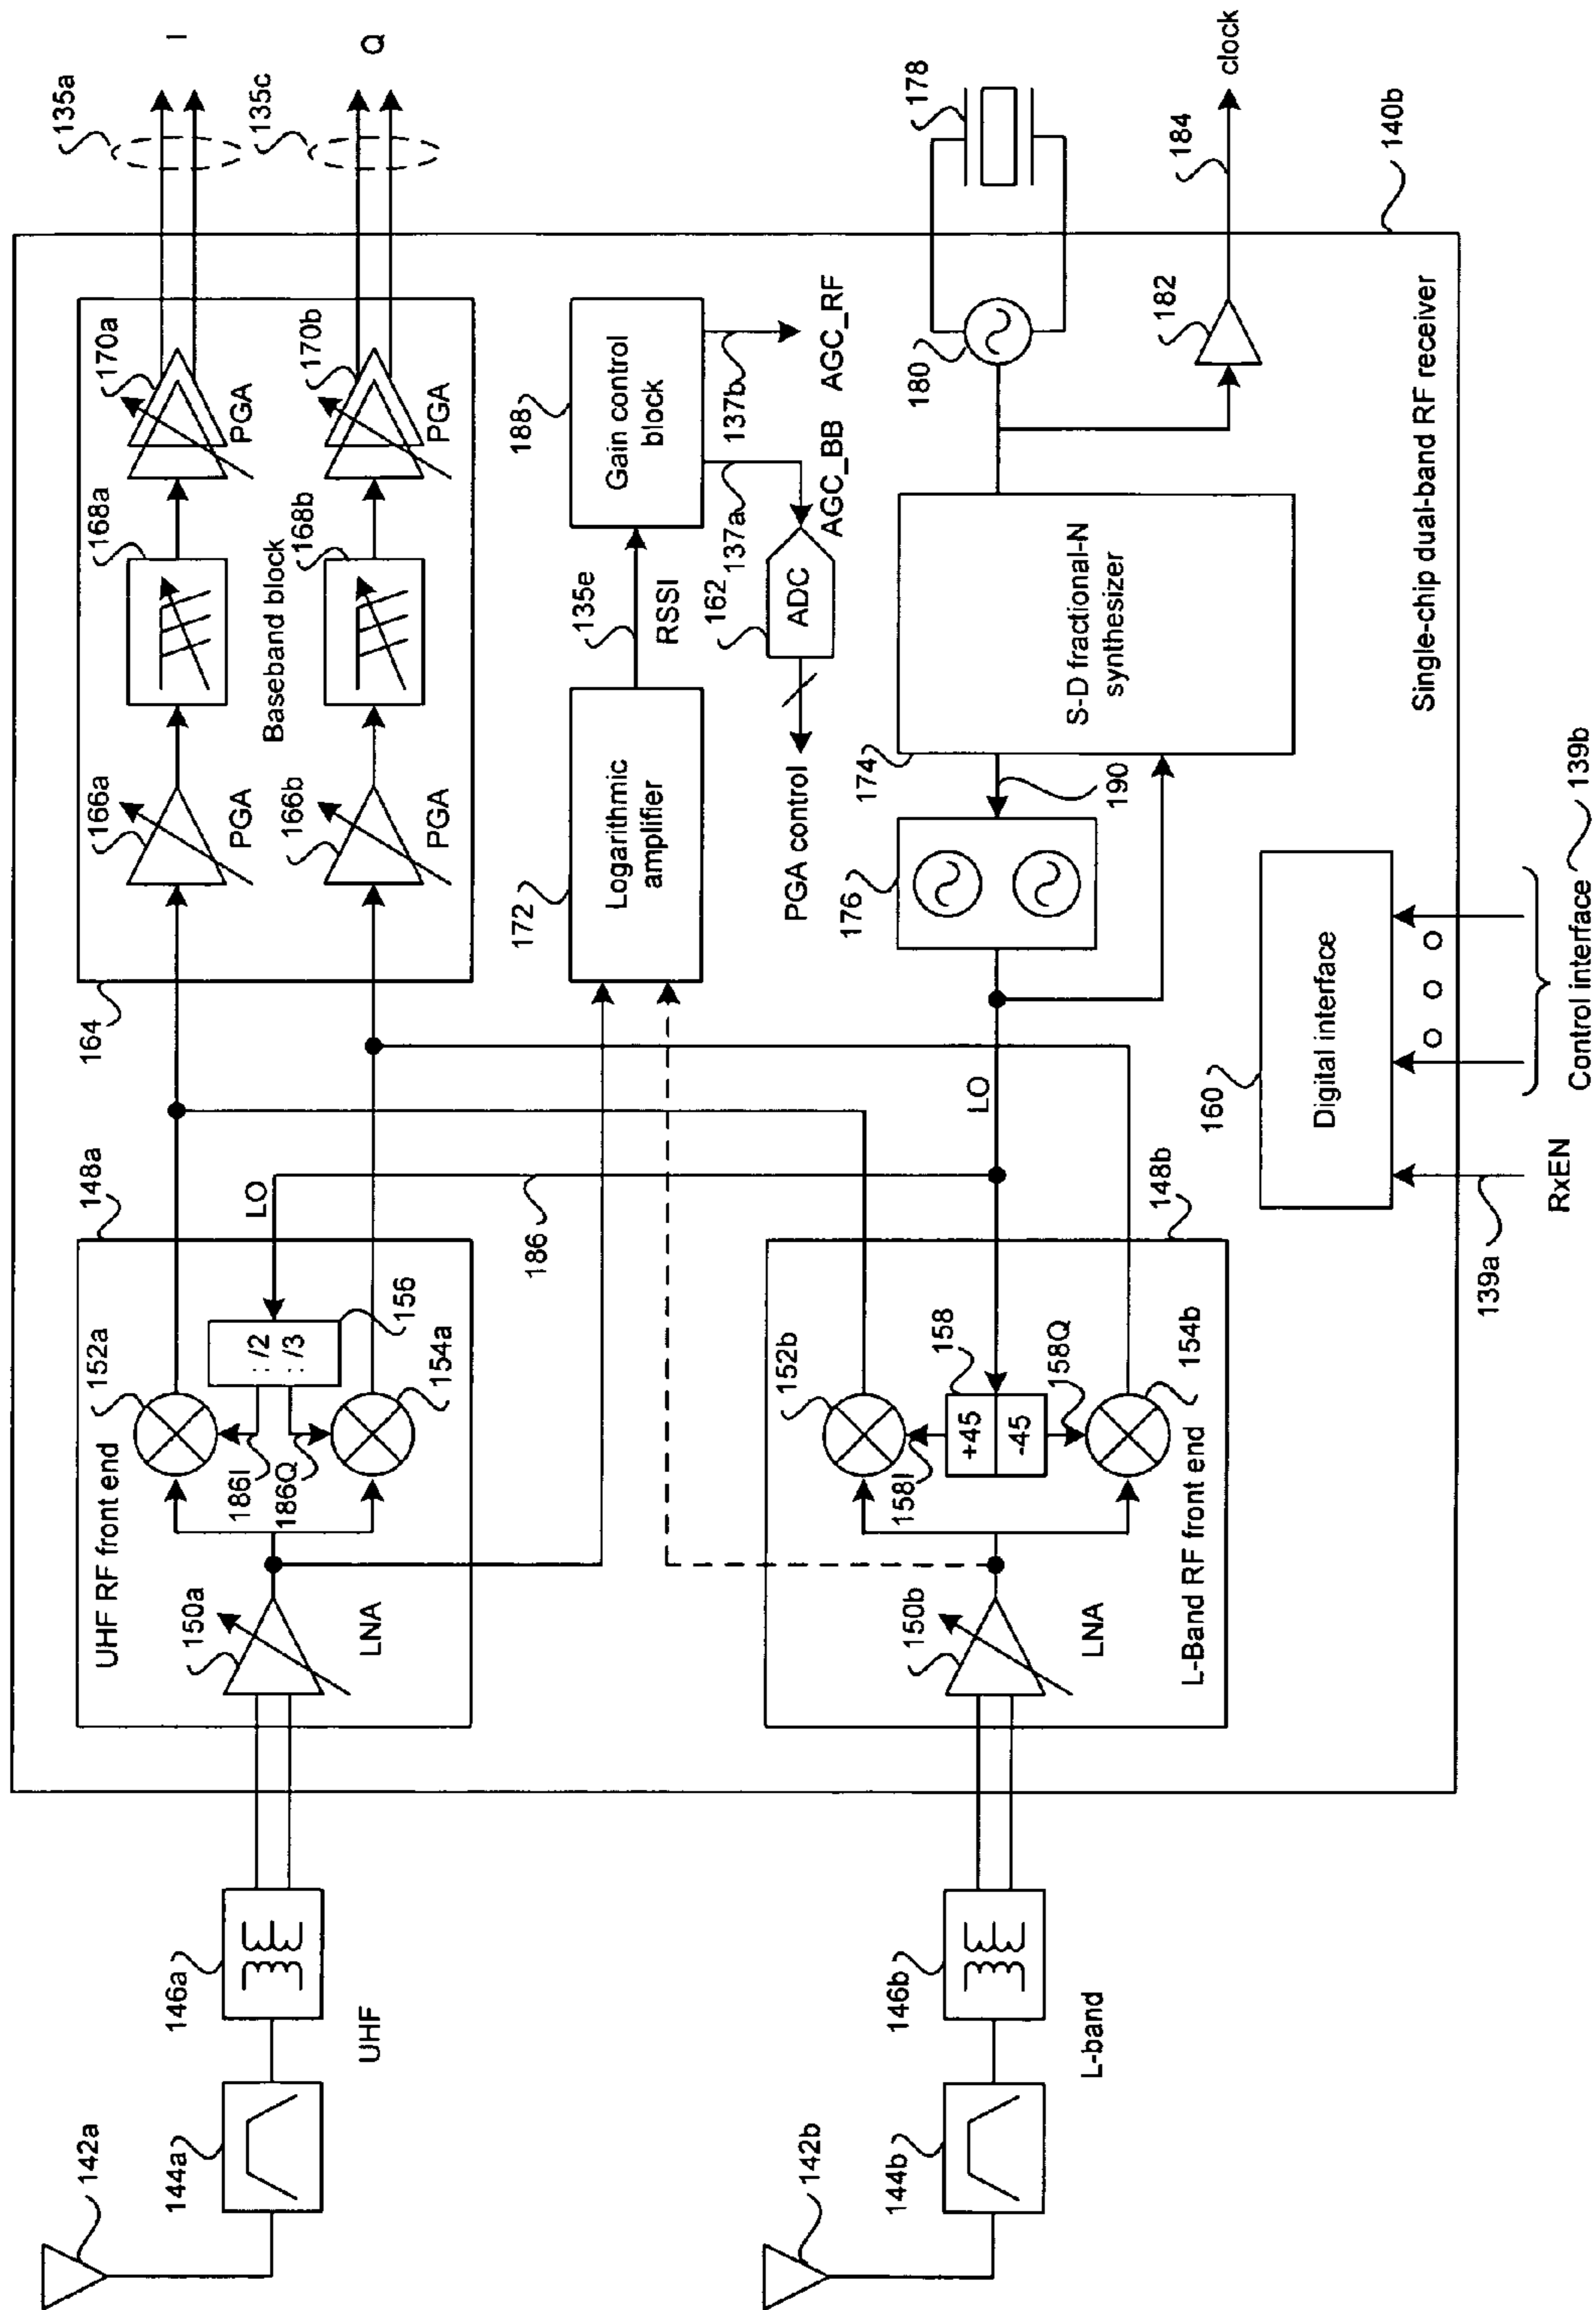 142a
144a
146a
UHF
UHF RF front end
150a
LNA
152a
186I
186Q
: /2
: /3
156
154a
148a
LO
186
164
166a
PGA
166b
PGA
168a
Baseband block
168b
170a
PGA
170b
PGA
135a
I
135c
Q
172
Logarithmic
amplifier
135e
RSSI
188
Gain control
block
137a
137b
AGC_BB
AGC_RF
162
ADC
PGA control
142b
144b
146b
L-band
150b
LNA
L-Band RF front end
152b
158I
158
+45
-45
158Q
154b
148b
LO
176
174
190
S-D fractional-N
synthesizer
180
178
182
184
clock
160
Digital interface
139a
RxEN
Control interface
139b
Single-chip dual-band RF receiver
140b